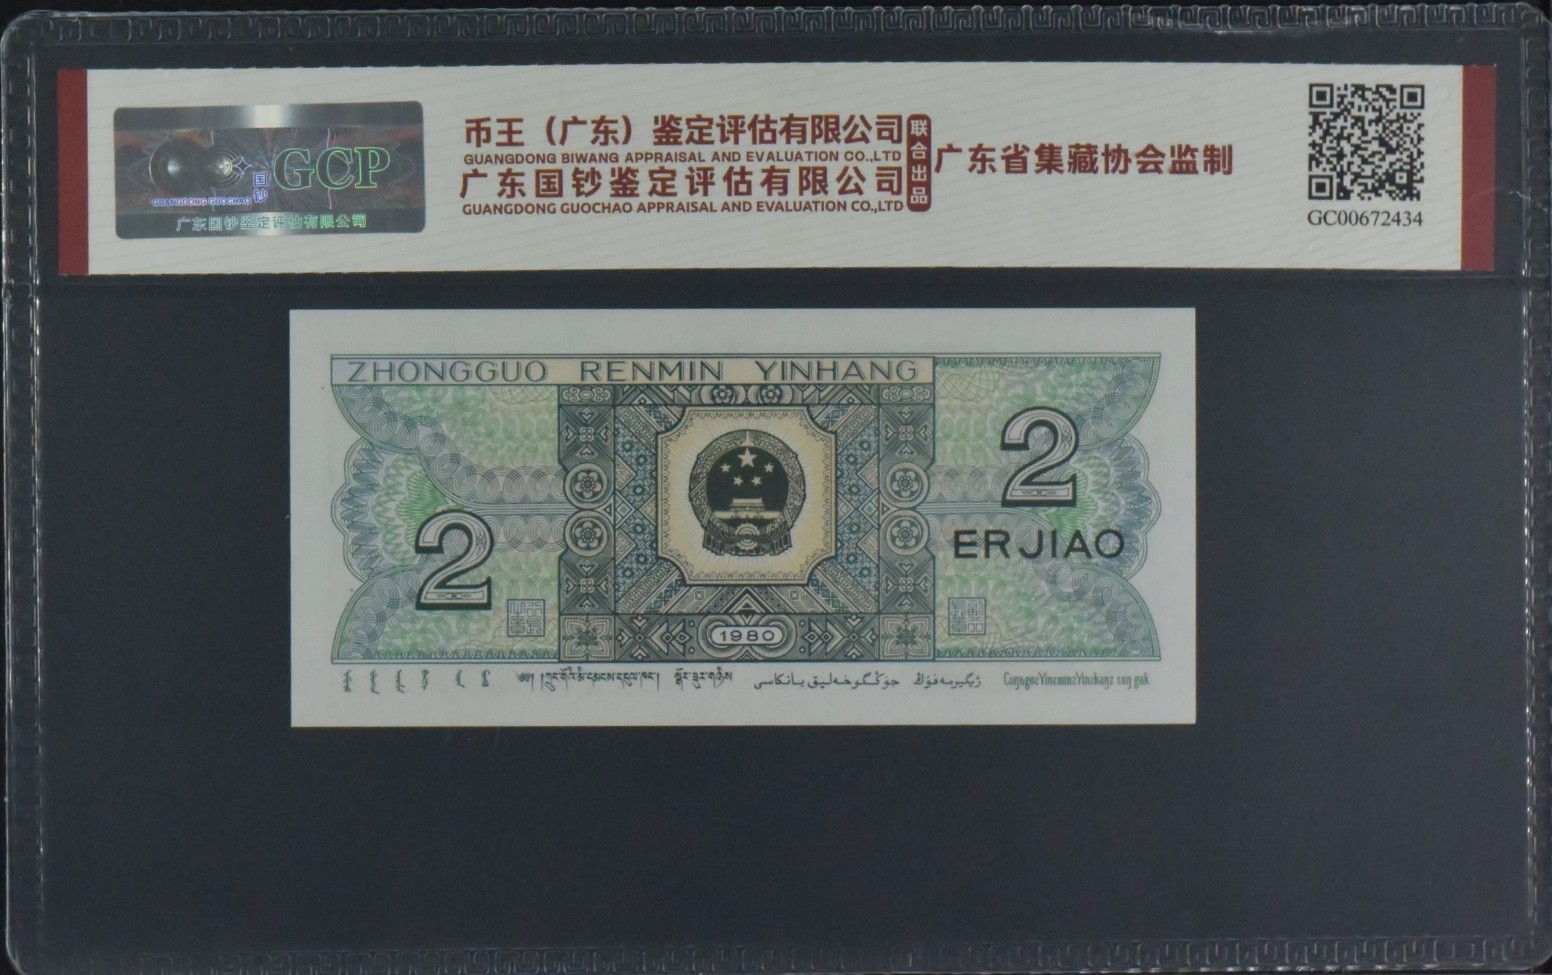 币王（广东）鉴定评估有限公司
GUANGDONG BIWANG APPRAISAL AND EVALUATION CO.,LTD
广东国钞鉴定评估有限公司
GUANGDONG GUOCHAO APPRAISAL AND EVALUATION CO.,LTD
联合出品
广东省集藏协会监制
GC00672434
GCP
国钞
GUANGDONG GUOCHAO
广东国钞鉴定评估有限公司
ZHONGGUO RENMIN YINHANG
2
2
ERJIAO
1980
جۇڭگوخەلىق بانكاسى